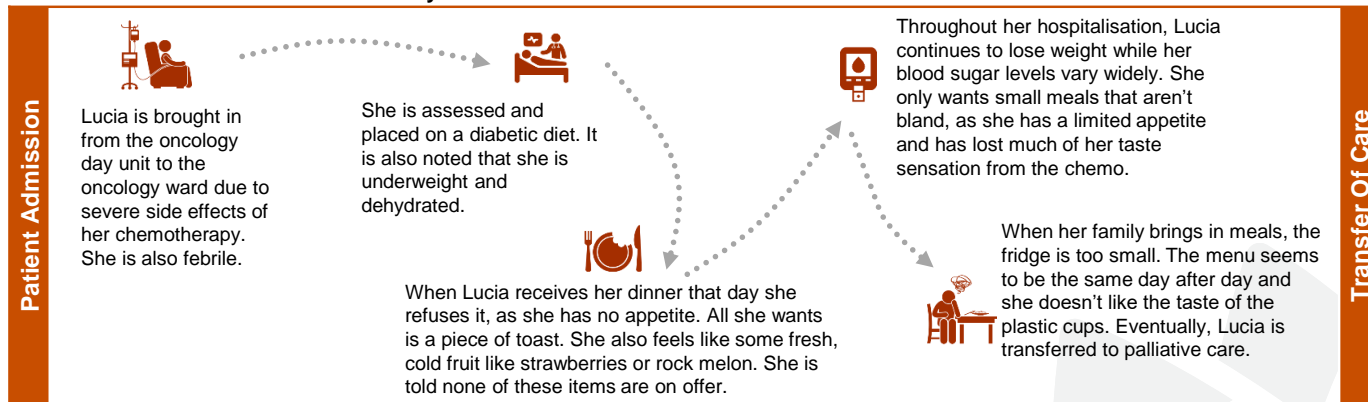 Patient Admission
Lucia is brought in
from the oncology
day unit to the
oncology ward due to
severe side effects of
her chemotherapy.
She is also febrile.
She is assessed and
placed on a diabetic diet. It
is also noted that she is
underweight and
dehydrated.
When Lucia receives her dinner that day she
refuses it, as she has no appetite. All she wants
is a piece of toast. She also feels like some fresh,
cold fruit like strawberries or rock melon. She is
told none of these items are on offer.
Throughout her hospitalisation, Lucia
continues to lose weight while her
blood sugar levels vary widely. She
only wants small meals that aren’t
bland, as she has a limited appetite
and has lost much of her taste
sensation from the chemo.
When her family brings in meals, the
fridge is too small. The menu seems
to be the same day after day and
she doesn’t like the taste of the
plastic cups. Eventually, Lucia is
transferred to palliative care.
Transfer Of Care